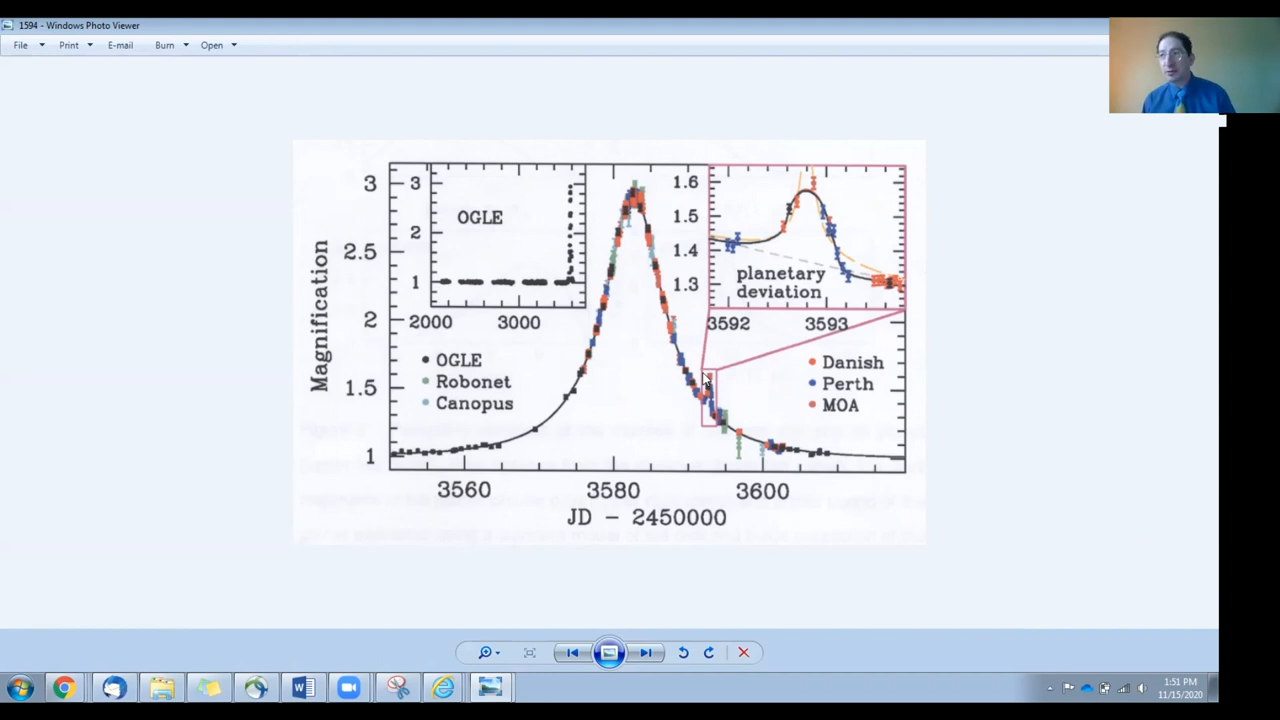 1594 - Windows Photo Viewer
File Print E-mail Burn Open
3 2.5 2 1.5 1
Magnification
3 2 1
OGLE
2000 3000
1.6 1.5 1.4 1.3
planetary
deviation
3592 3593
OGLE
Robonet
Canopus
Danish
Perth
MOA
3560 3580 3600
JD - 2450000
1:51 PM
11/15/2020